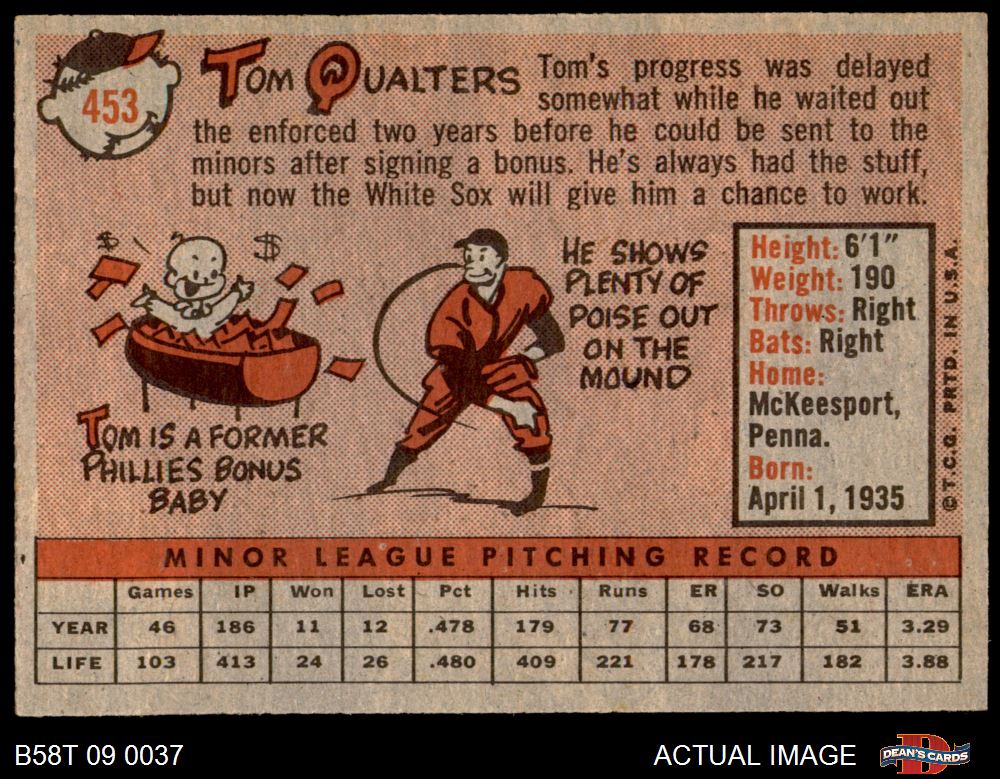 453
TOM QUALTERS
Tom's progress was delayed
somewhat while he waited out
the enforced two years before he could be sent to the
minors after signing a bonus. He's always had the stuff,
but now the White Sox will give him a chance to work.
$ $
TOM IS A FORMER
PHILLIES BONUS
BABY
HE SHOWS
PLENTY OF
POISE OUT
ON THE
MOUND
Height: 6'1"
Weight: 190
Throws: Right
Bats: Right
Home:
McKeesport,
Penna.
Born:
April 1, 1935
©T.C.G. PRTD. IN U.S.A.
MINOR LEAGUE PITCHING RECORD
Games IP Won Lost Pct Hits Runs ER SO Walks ERA
YEAR 46 186 11 12 .478 179 77 68 73 51 3.29
LIFE 103 413 24 26 .480 409 221 178 217 182 3.88
B58T 09 0037
ACTUAL IMAGE
DEAN'S CARDS